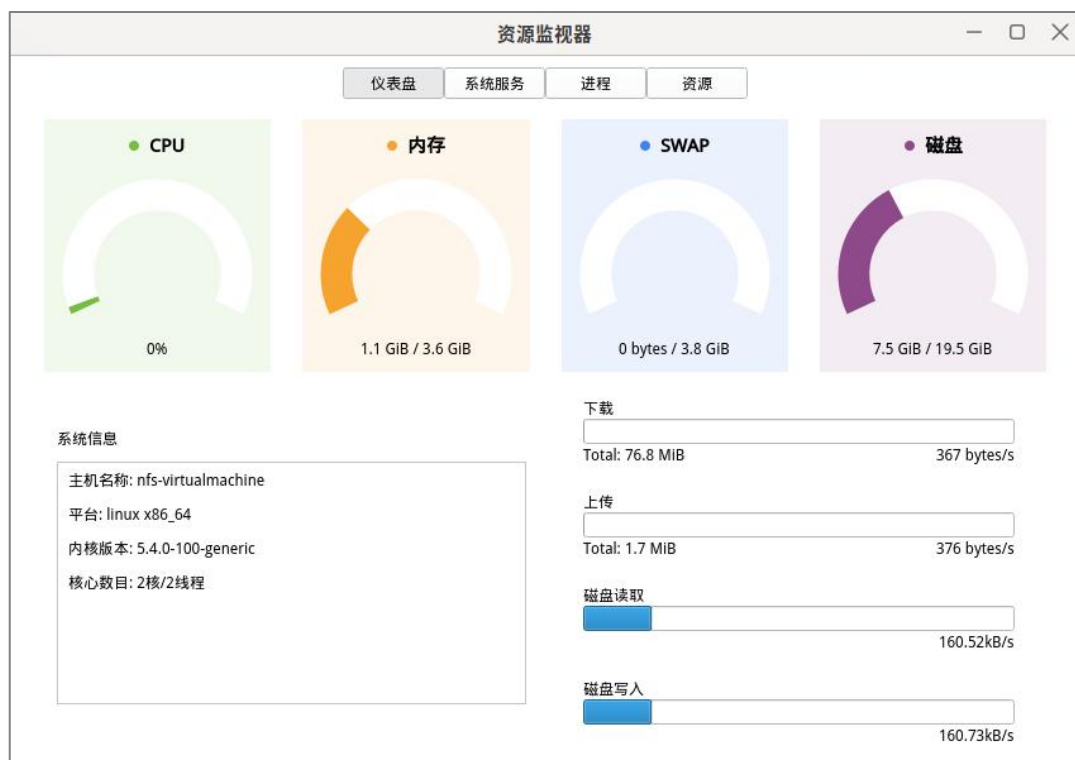 资源监视器
仪表盘 系统服务 进程 资源
CPU 内存 SWAP 磁盘
0% 1.1 GiB / 3.6 GiB 0 bytes / 3.8 GiB 7.5 GiB / 19.5 GiB
系统信息
主机名称: nfs-virtualmachine
平台: linux x86_64
内核版本: 5.4.0-100-generic
核心数目: 2核/2线程
下载
Total: 76.8 MiB 367 bytes/s
上传
Total: 1.7 MiB 376 bytes/s
磁盘读取
160.52kB/s
磁盘写入
160.73kB/s